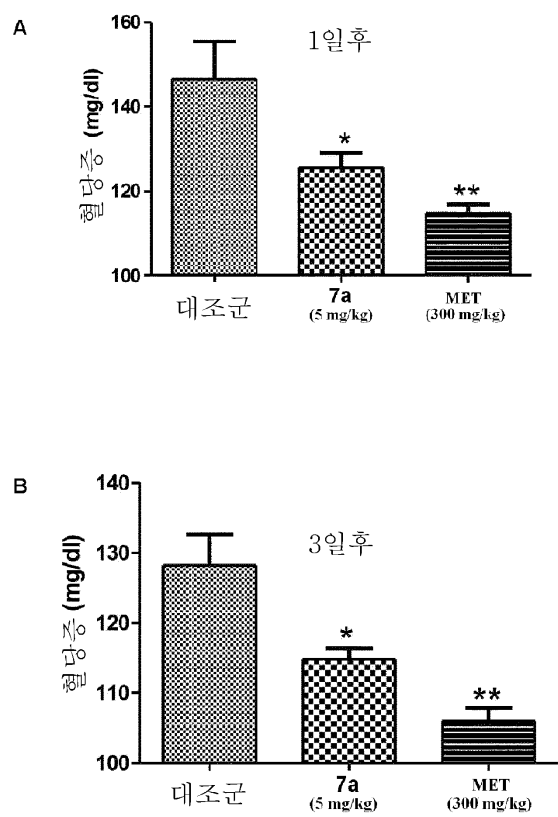 A
1일후
혈당증 (mg/dl)
160
140
120
100
*
**
대조군
7a
(5 mg/kg)
MET
(300 mg/kg)
B
3일후
혈당증 (mg/dl)
140
130
120
110
100
*
**
대조군
7a
(5 mg/kg)
MET
(300 mg/kg)